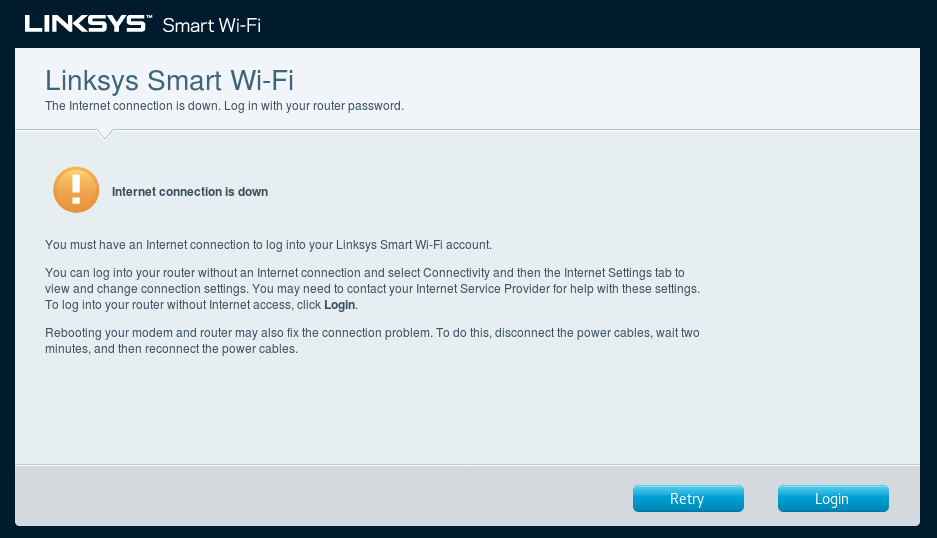 LINKSYS™ Smart Wi-Fi
Linksys Smart Wi-Fi
The Internet connection is down. Log in with your router password.
Internet connection is down
You must have an Internet connection to log into your Linksys Smart Wi-Fi account.
You can log into your router without an Internet connection and select Connectivity and then the Internet Settings tab to
view and change connection settings. You may need to contact your Internet Service Provider for help with these settings.
To log into your router without Internet access, click Login.
Rebooting your modem and router may also fix the connection problem. To do this, disconnect the power cables, wait two
minutes, and then reconnect the power cables.
Retry Login